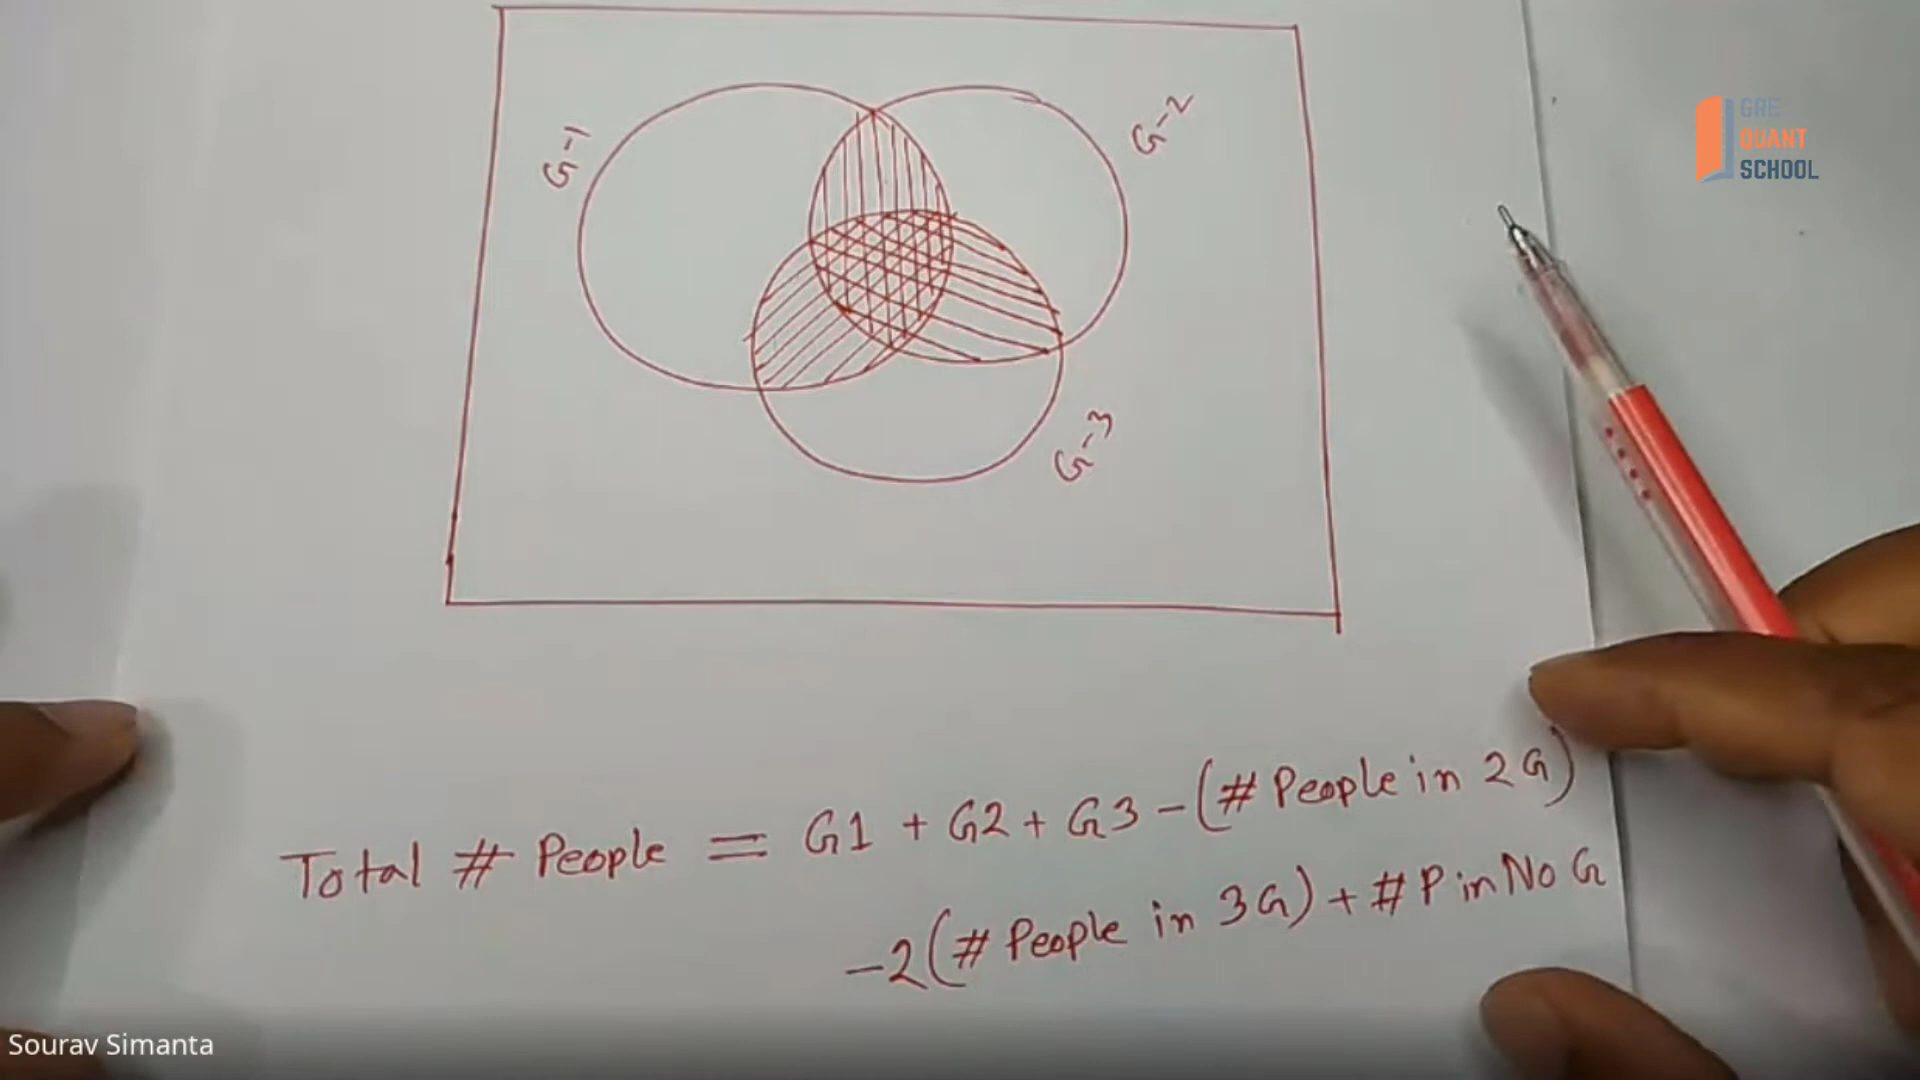 G-1
G-2
GRE
QUANT
SCHOOL
G-3
Total # People = G1 + G2 + G3 - (# People in 2G)
-2 (# People in 3G) + # P in No G
Sourav Simanta